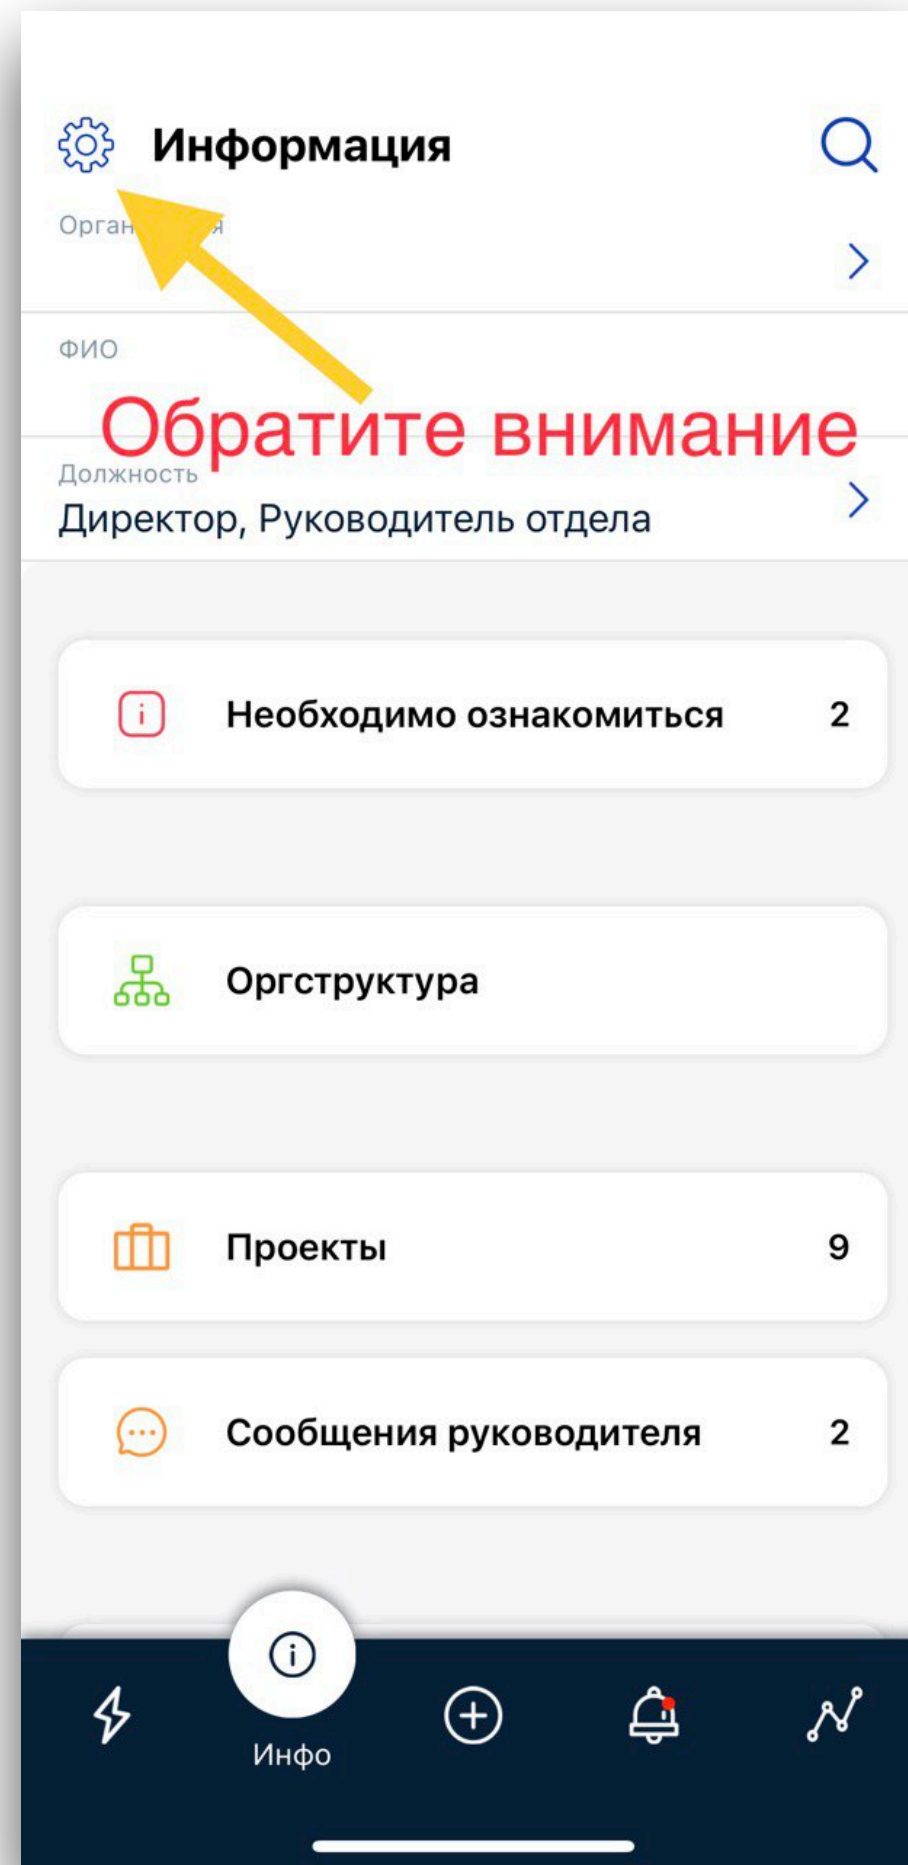 Информация
ФИО
Обратите внимание
Должность
Директор, Руководитель отдела
Необходимо ознакомиться 2
Оргструктура
Проекты 9
Сообщения руководителя 2
Инфо